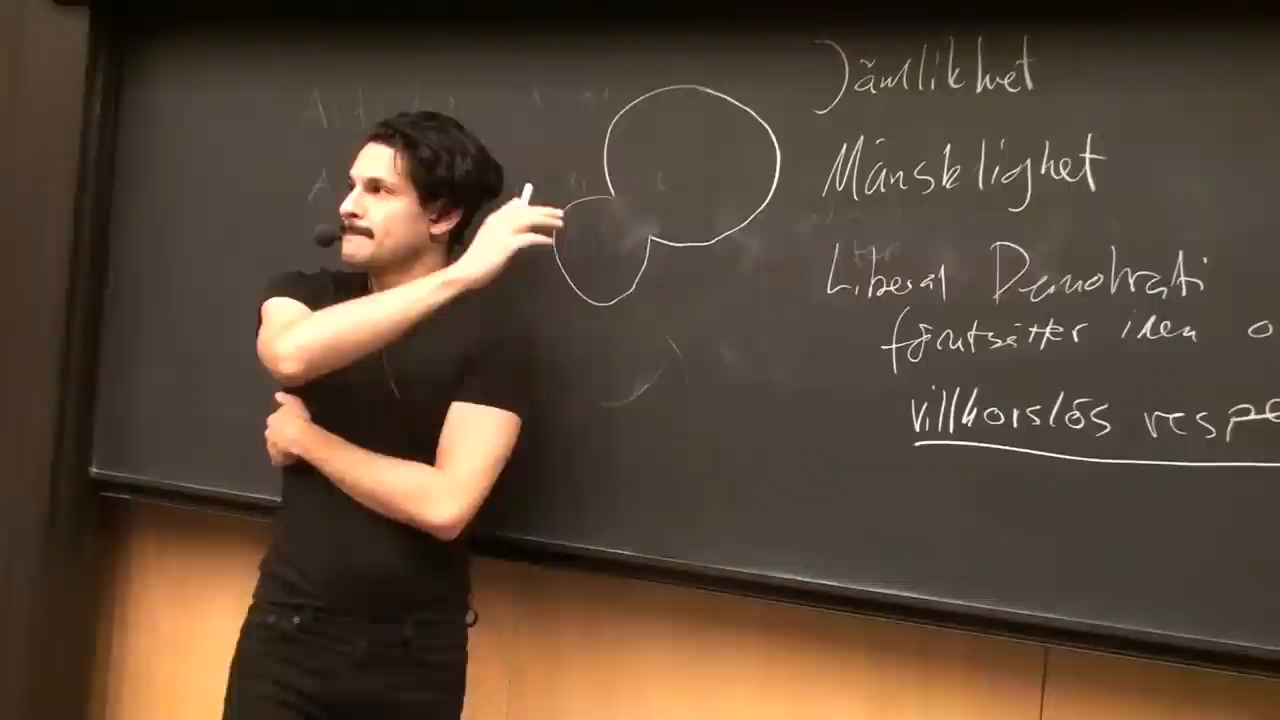 Jämlikhet
Mänsklighet
Liberal Demokrati
förutsätter iden o
villkorslös respe